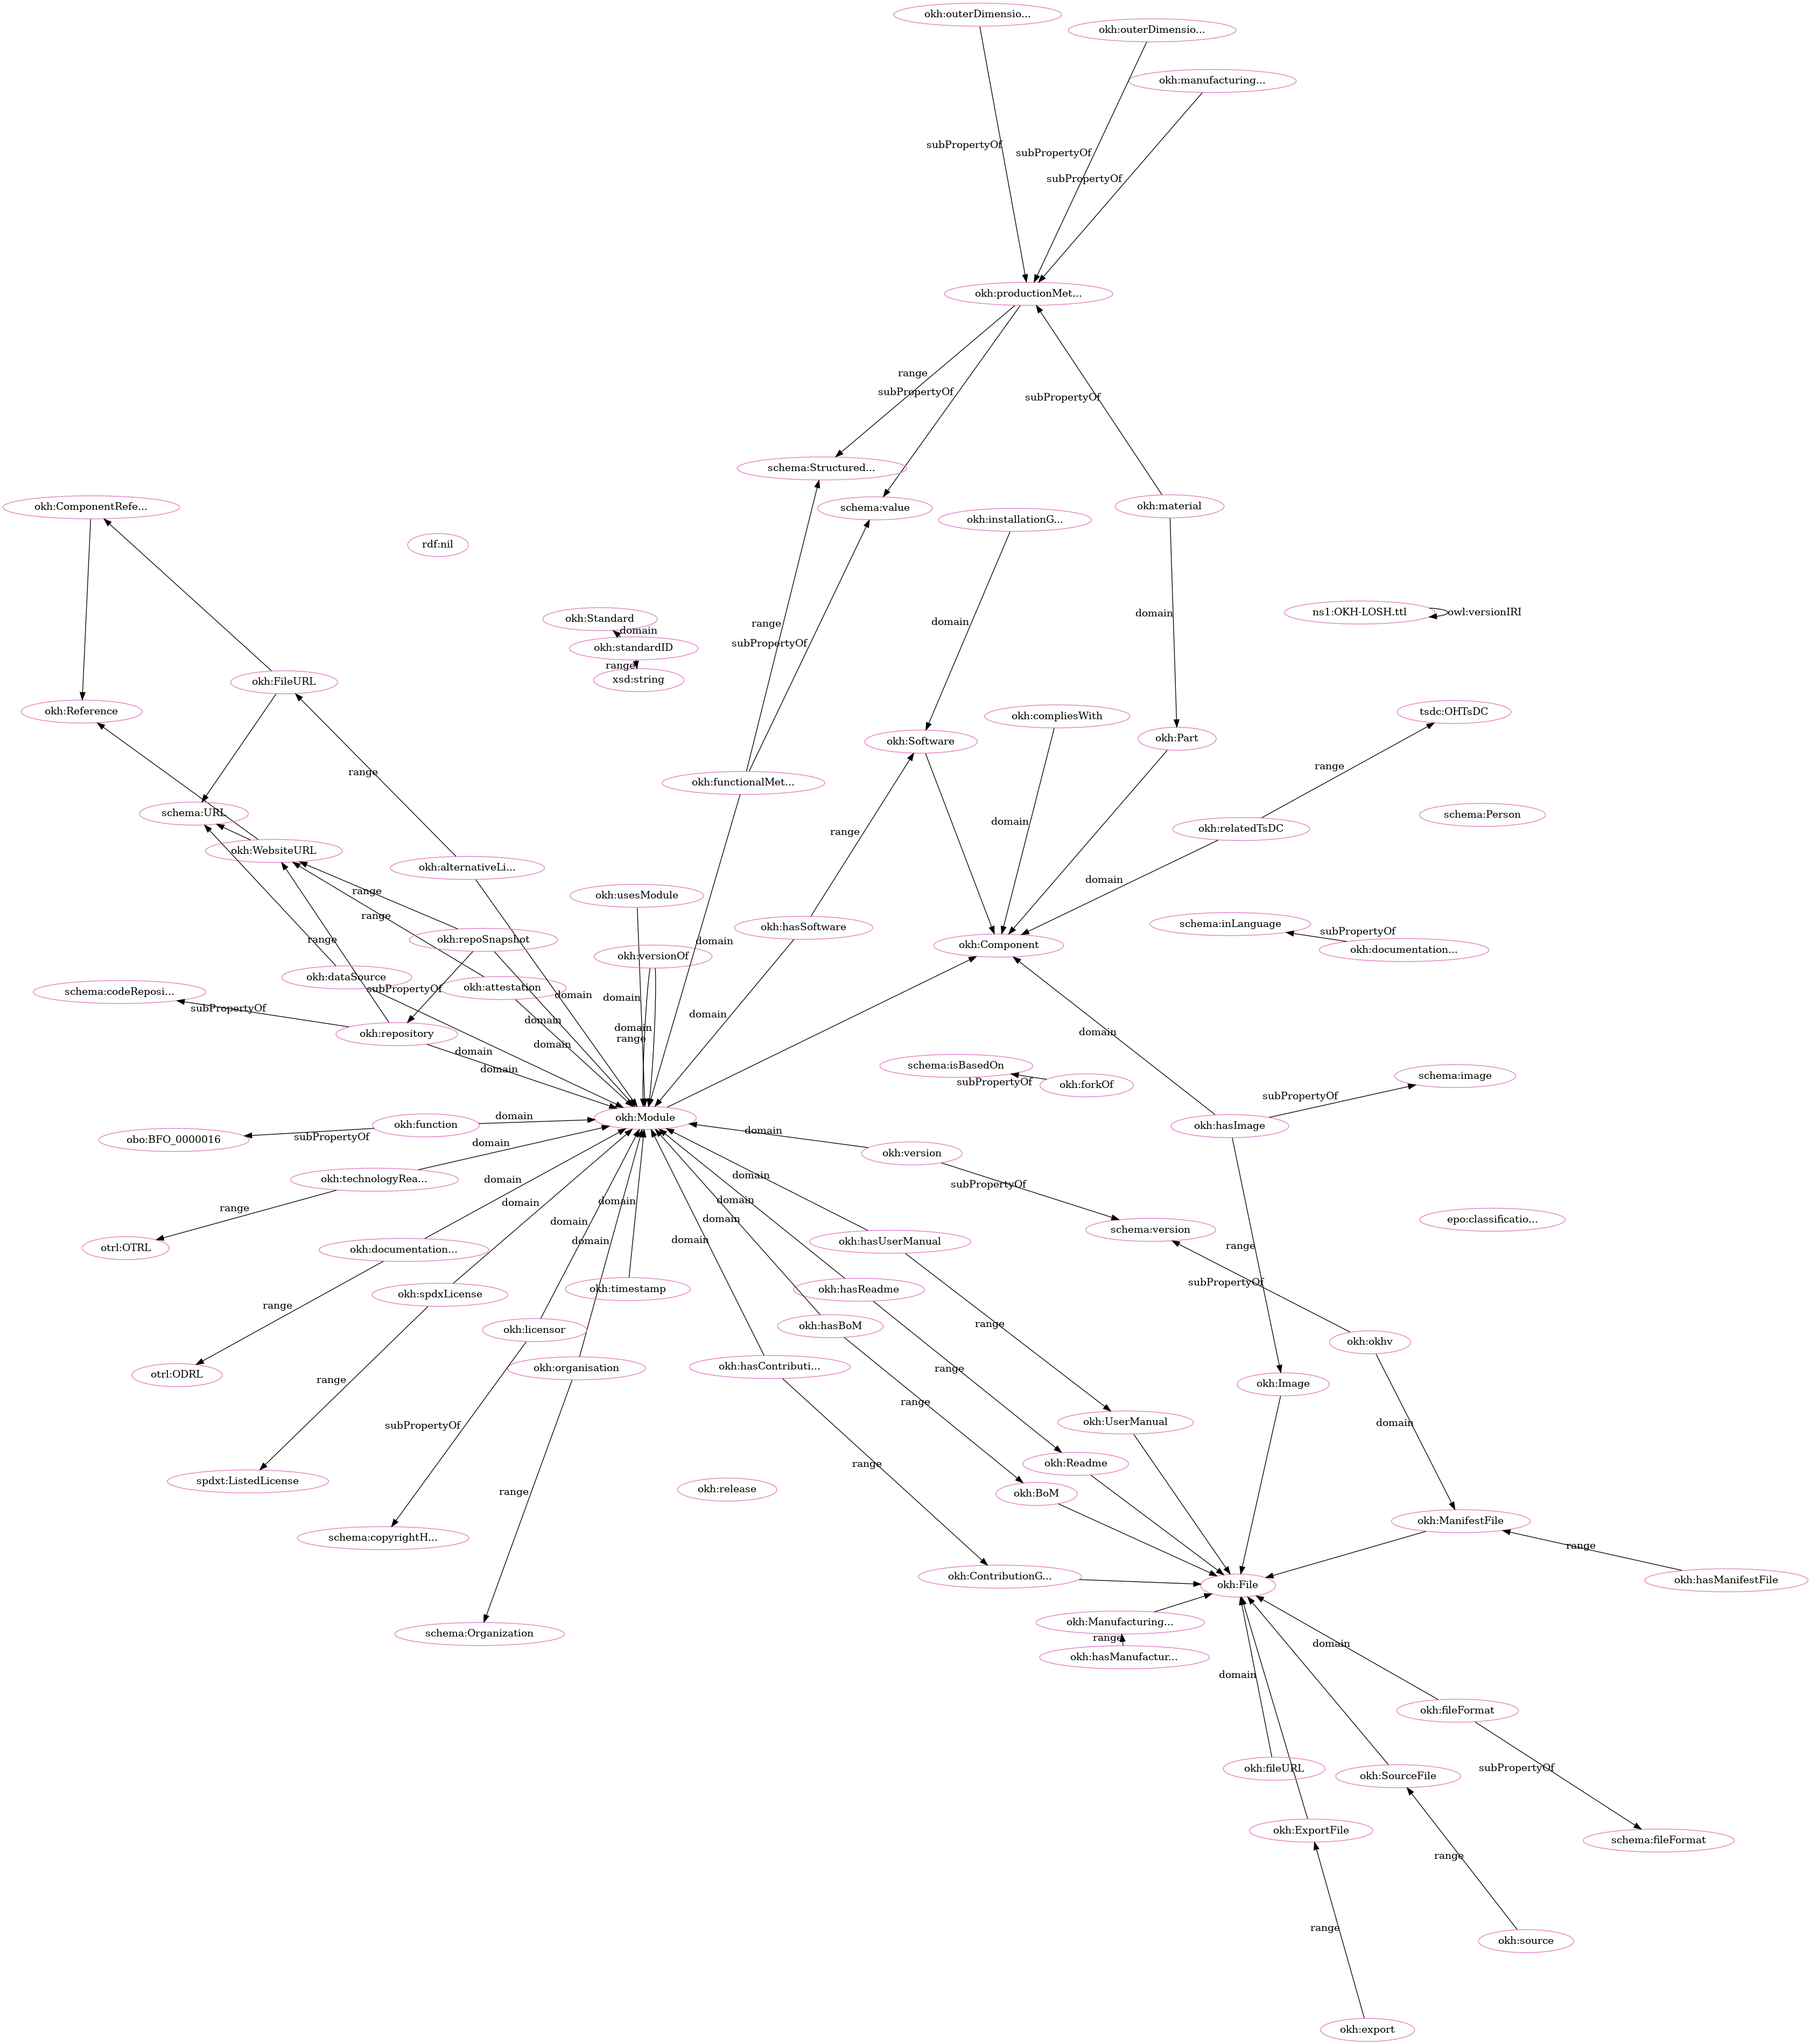 okh:outerDimensio...
okh:outerDimensio...
okh:manufacturing...
subPropertyOf
subPropertyOf
subPropertyOf
okh:productionMet...
range
subPropertyOf
subPropertyOf
schema:Structured...
schema:value
okh:material
okh:ComponentRefe...
okh:installationG...
rdf:nil
okh:Standard
domain
okh:standardID
range
xsd:string
range
subPropertyOf
domain
domain
ns1:OKH-LOSH.ttl
owl:versionIRI
okh:FileURL
okh:Reference
okh:compliesWith
tsdc:OHTsDC
okh:Software
okh:Part
range
range
okh:functionalMet...
schema:URL
schema:Person
okh:relatedTsDC
domain
range
okh:WebsiteURL
okh:alternativeLi...
domain
range
okh:usesModule
range
okh:hasSoftware
schema:inLanguage
subPropertyOf
okh:repoSnapshot
range
domain
okh:Component
okh:documentation...
okh:versionOf
okh:dataSource
okh:attestation
subPropertyOf
domain
domain
schema:codeReposi...
subPropertyOf
domain
domain
okh:repository
domain
range
domain
domain
domain
domain
schema:isBasedOn
subPropertyOf
okh:forkOf
schema:image
subPropertyOf
okh:Module
okh:function
domain
okh:hasImage
obo:BFO_0000016
subPropertyOf
domain
domain
okh:version
okh:technologyRea...
domain
domain
subPropertyOf
range
domain
domain
domain
domain
schema:version
epo:classificatio...
otrl:OTRL
okh:documentation...
domain
domain
domain
okh:hasUserManual
range
subPropertyOf
okh:spdxLicense
okh:timestamp
okh:hasReadme
range
okh:licensor
okh:hasBoM
range
okh:okhv
otrl:ODRL
okh:organisation
okh:hasContributi...
range
okh:Image
range
range
subPropertyOf
okh:UserManual
domain
spdxt:ListedLicense
okh:Readme
range
okh:release
okh:BoM
range
schema:copyrightH...
okh:ManifestFile
range
okh:ContributionG...
okh:File
okh:hasManifestFile
schema:Organization
okh:Manufacturing...
range
okh:hasManufactur...
domain
domain
okh:fileFormat
okh:fileURL
okh:SourceFile
subPropertyOf
okh:ExportFile
schema:fileFormat
range
range
okh:source
okh:export